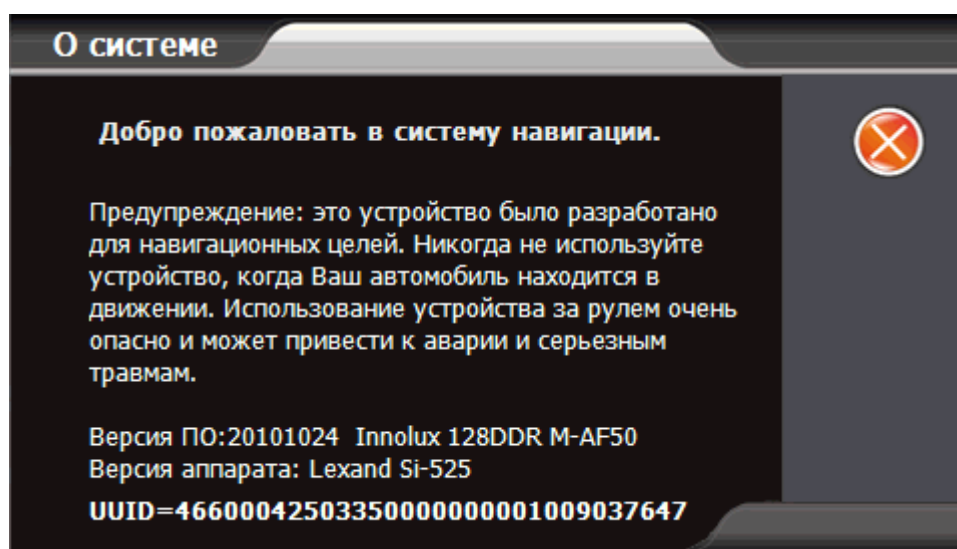 О системе
Добро пожаловать в систему навигации.
Предупреждение: это устройство было разработано
для навигационных целей. Никогда не используйте
устройство, когда Ваш автомобиль находится в
движении. Использование устройства за рулем очень
опасно и может привести к аварии и серьезным
травмам.
Версия ПО:20101024 Innolux 128DDR M-AF50
Версия аппарата: Lexand Si-525
UUID=46600042503350000000001009037647